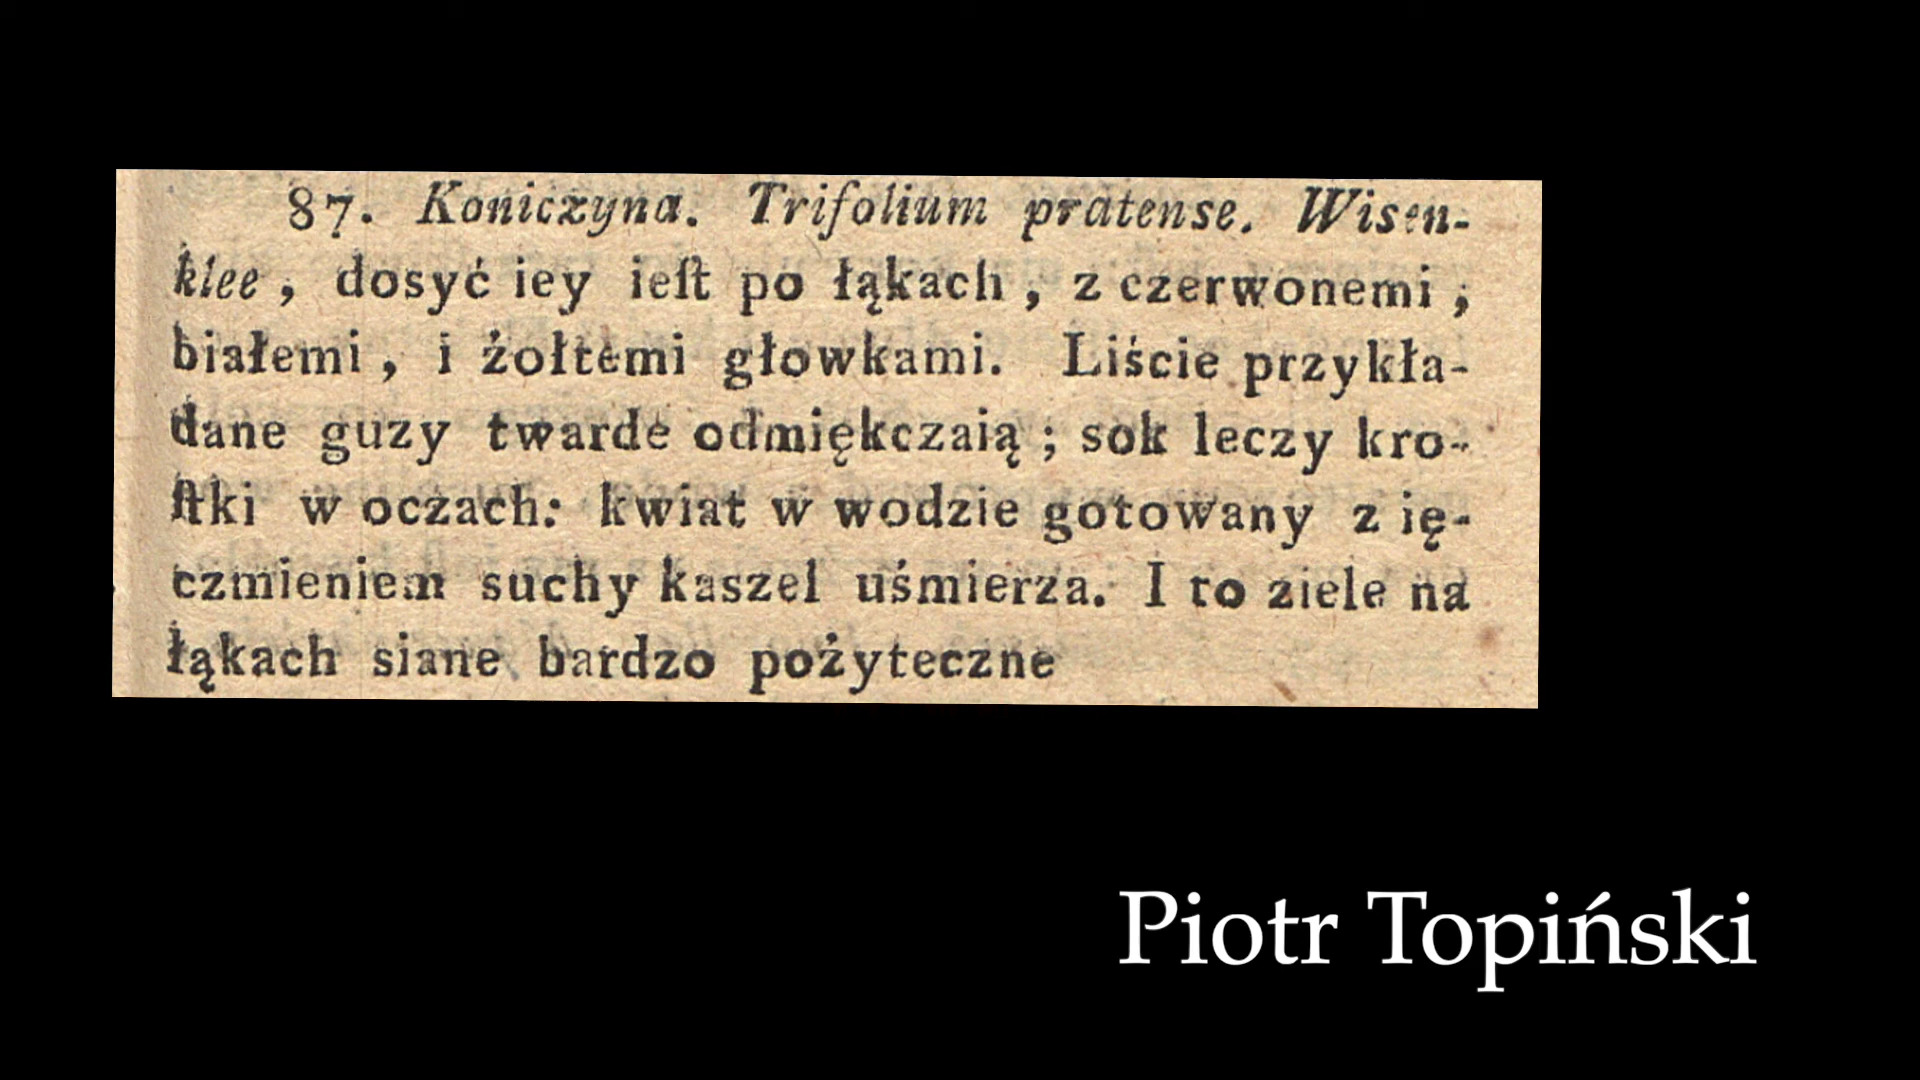 87. Koniczyna. Trifolium pratense. Wisen-
klee, dosyć iey ieſt po łąkach, z czerwonemi,
białemi, i żołtemi głowkami. Liście przykła-
dane guzy twarde odmiękczaią; sok leczy kro-
ſtki w oczach: kwiat w wodzie gotowany z ię-
czmieniem suchy kaszel uśmierza. I to ziele na
łąkach siane bardzo pożyteczne
Piotr Topiński